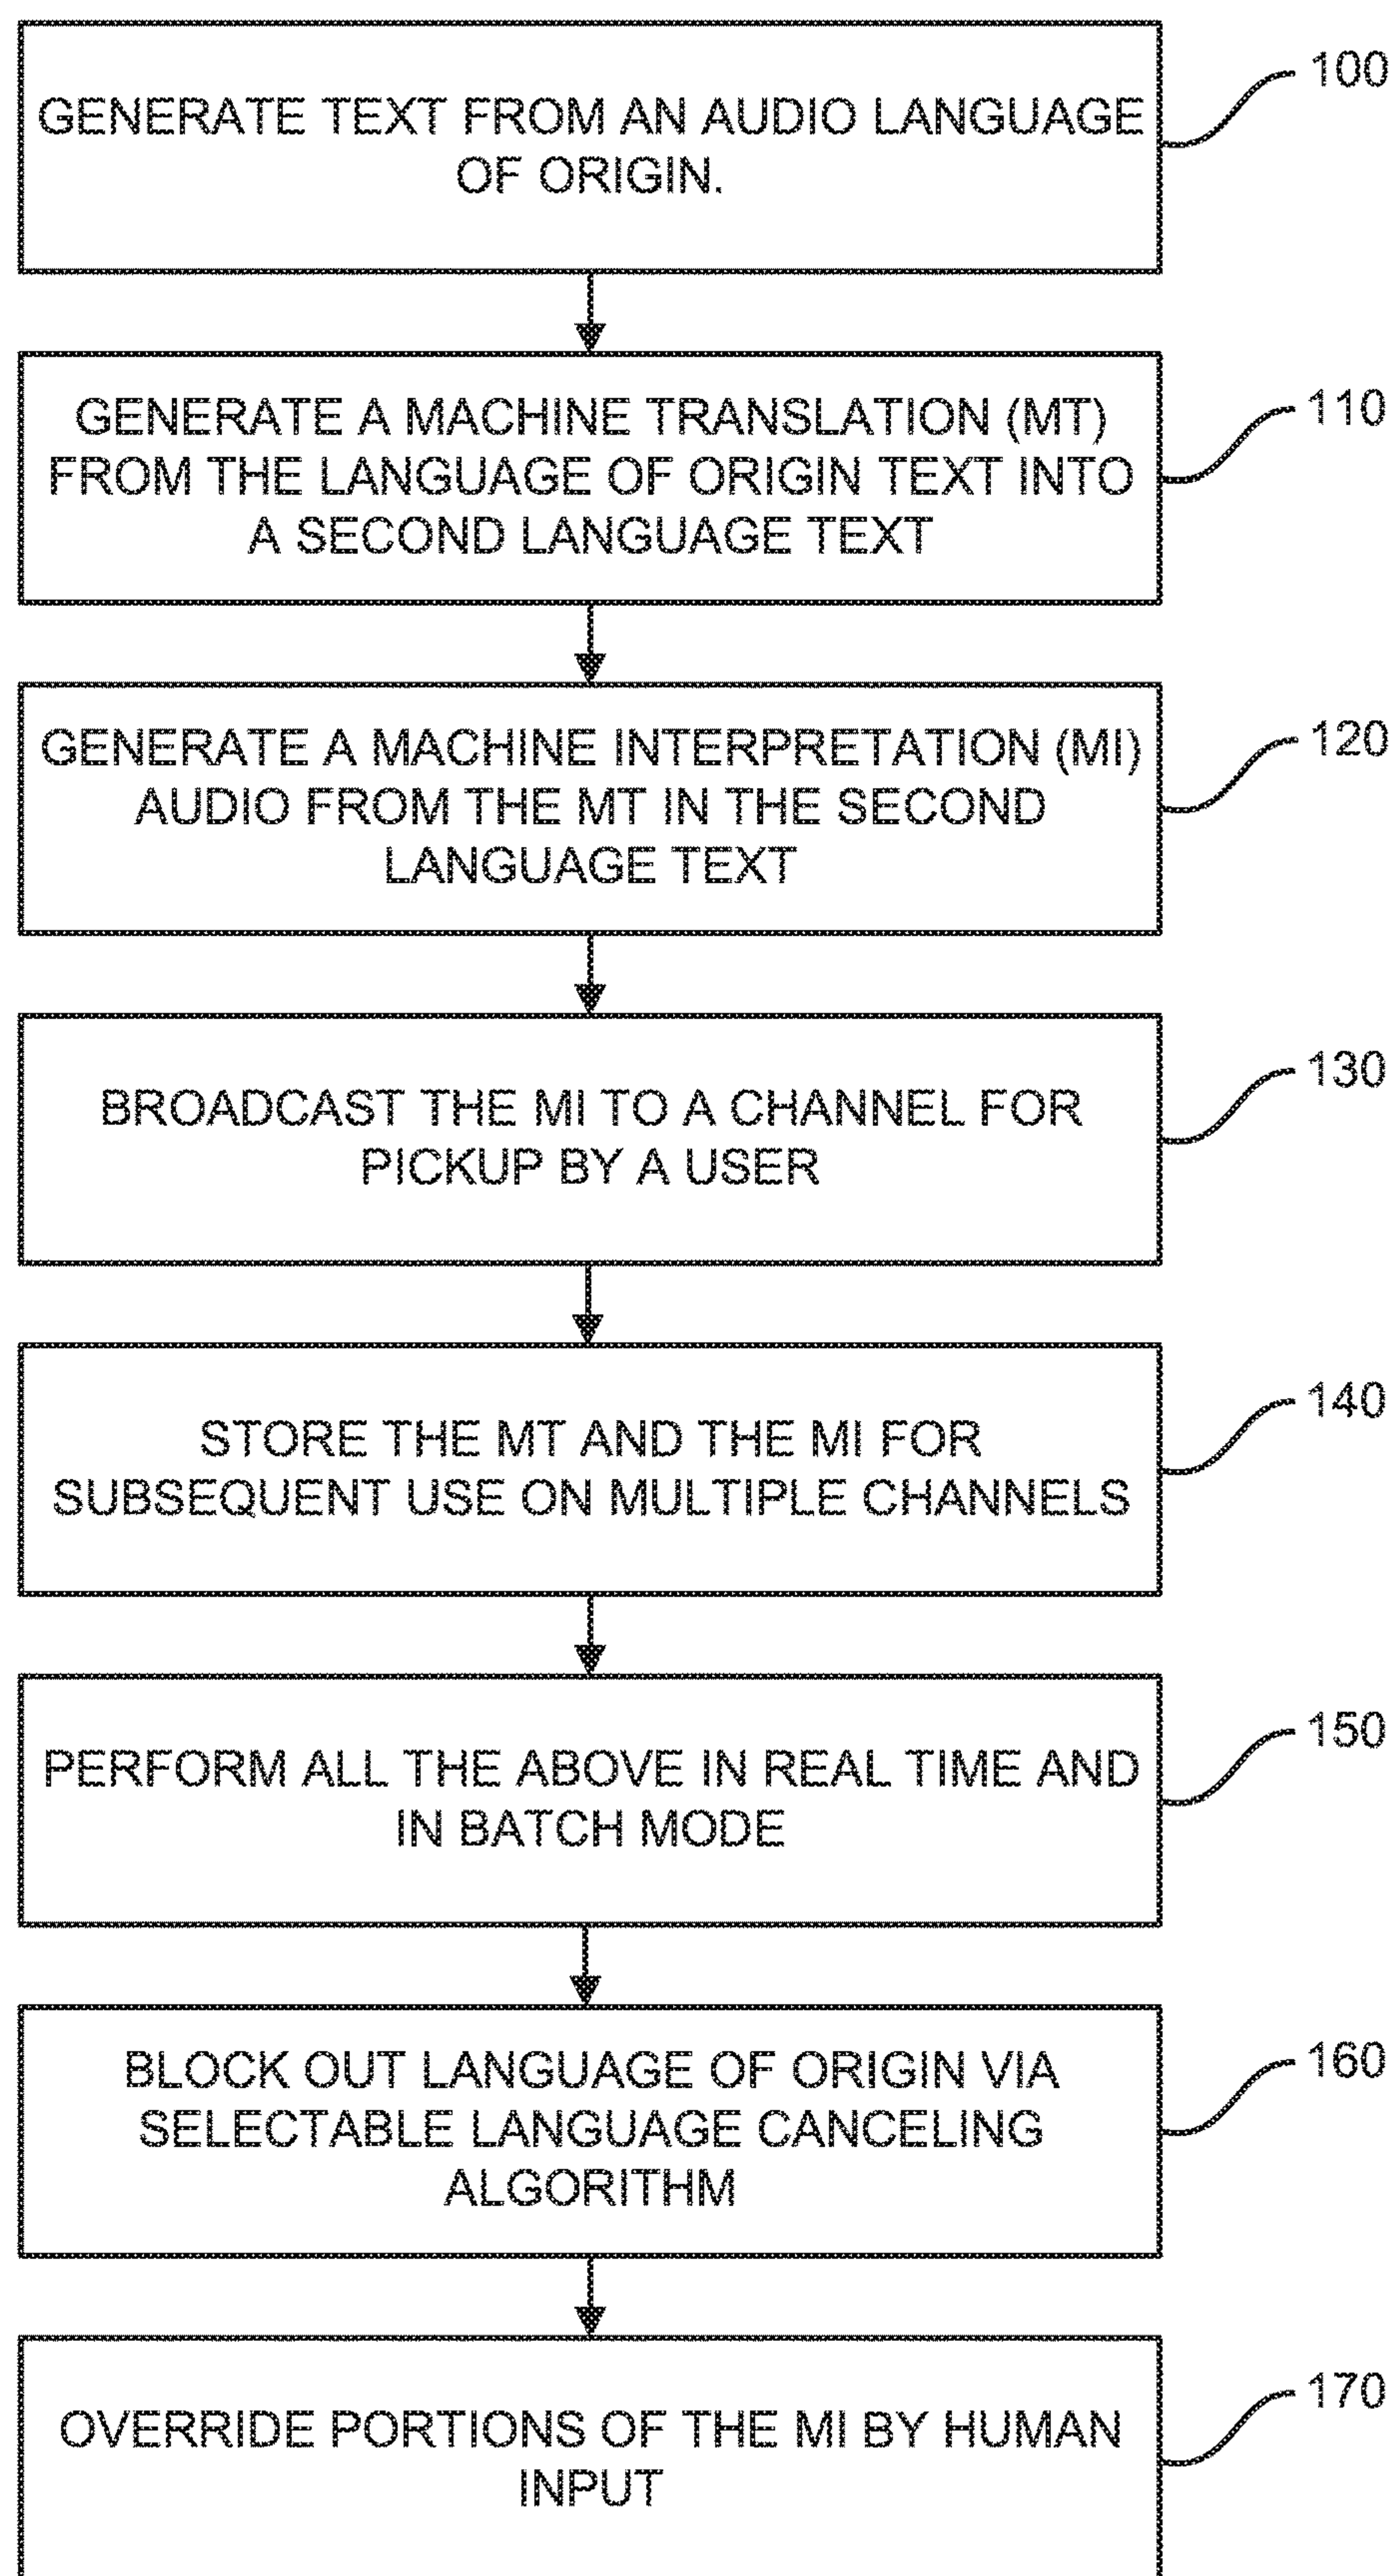 GENERATE TEXT FROM AN AUDIO LANGUAGE
OF ORIGIN.
100
GENERATE A MACHINE TRANSLATION (MT)
FROM THE LANGUAGE OF ORIGIN TEXT INTO
A SECOND LANGUAGE TEXT
110
GENERATE A MACHINE INTERPRETATION (MI)
AUDIO FROM THE MT IN THE SECOND
LANGUAGE TEXT
120
BROADCAST THE MI TO A CHANNEL FOR
PICKUP BY A USER
130
STORE THE MT AND THE MI FOR
SUBSEQUENT USE ON MULTIPLE CHANNELS
140
PERFORM ALL THE ABOVE IN REAL TIME AND
IN BATCH MODE
150
BLOCK OUT LANGUAGE OF ORIGIN VIA
SELECTABLE LANGUAGE CANCELING
ALGORITHM
160
OVERRIDE PORTIONS OF THE MI BY HUMAN
INPUT
170